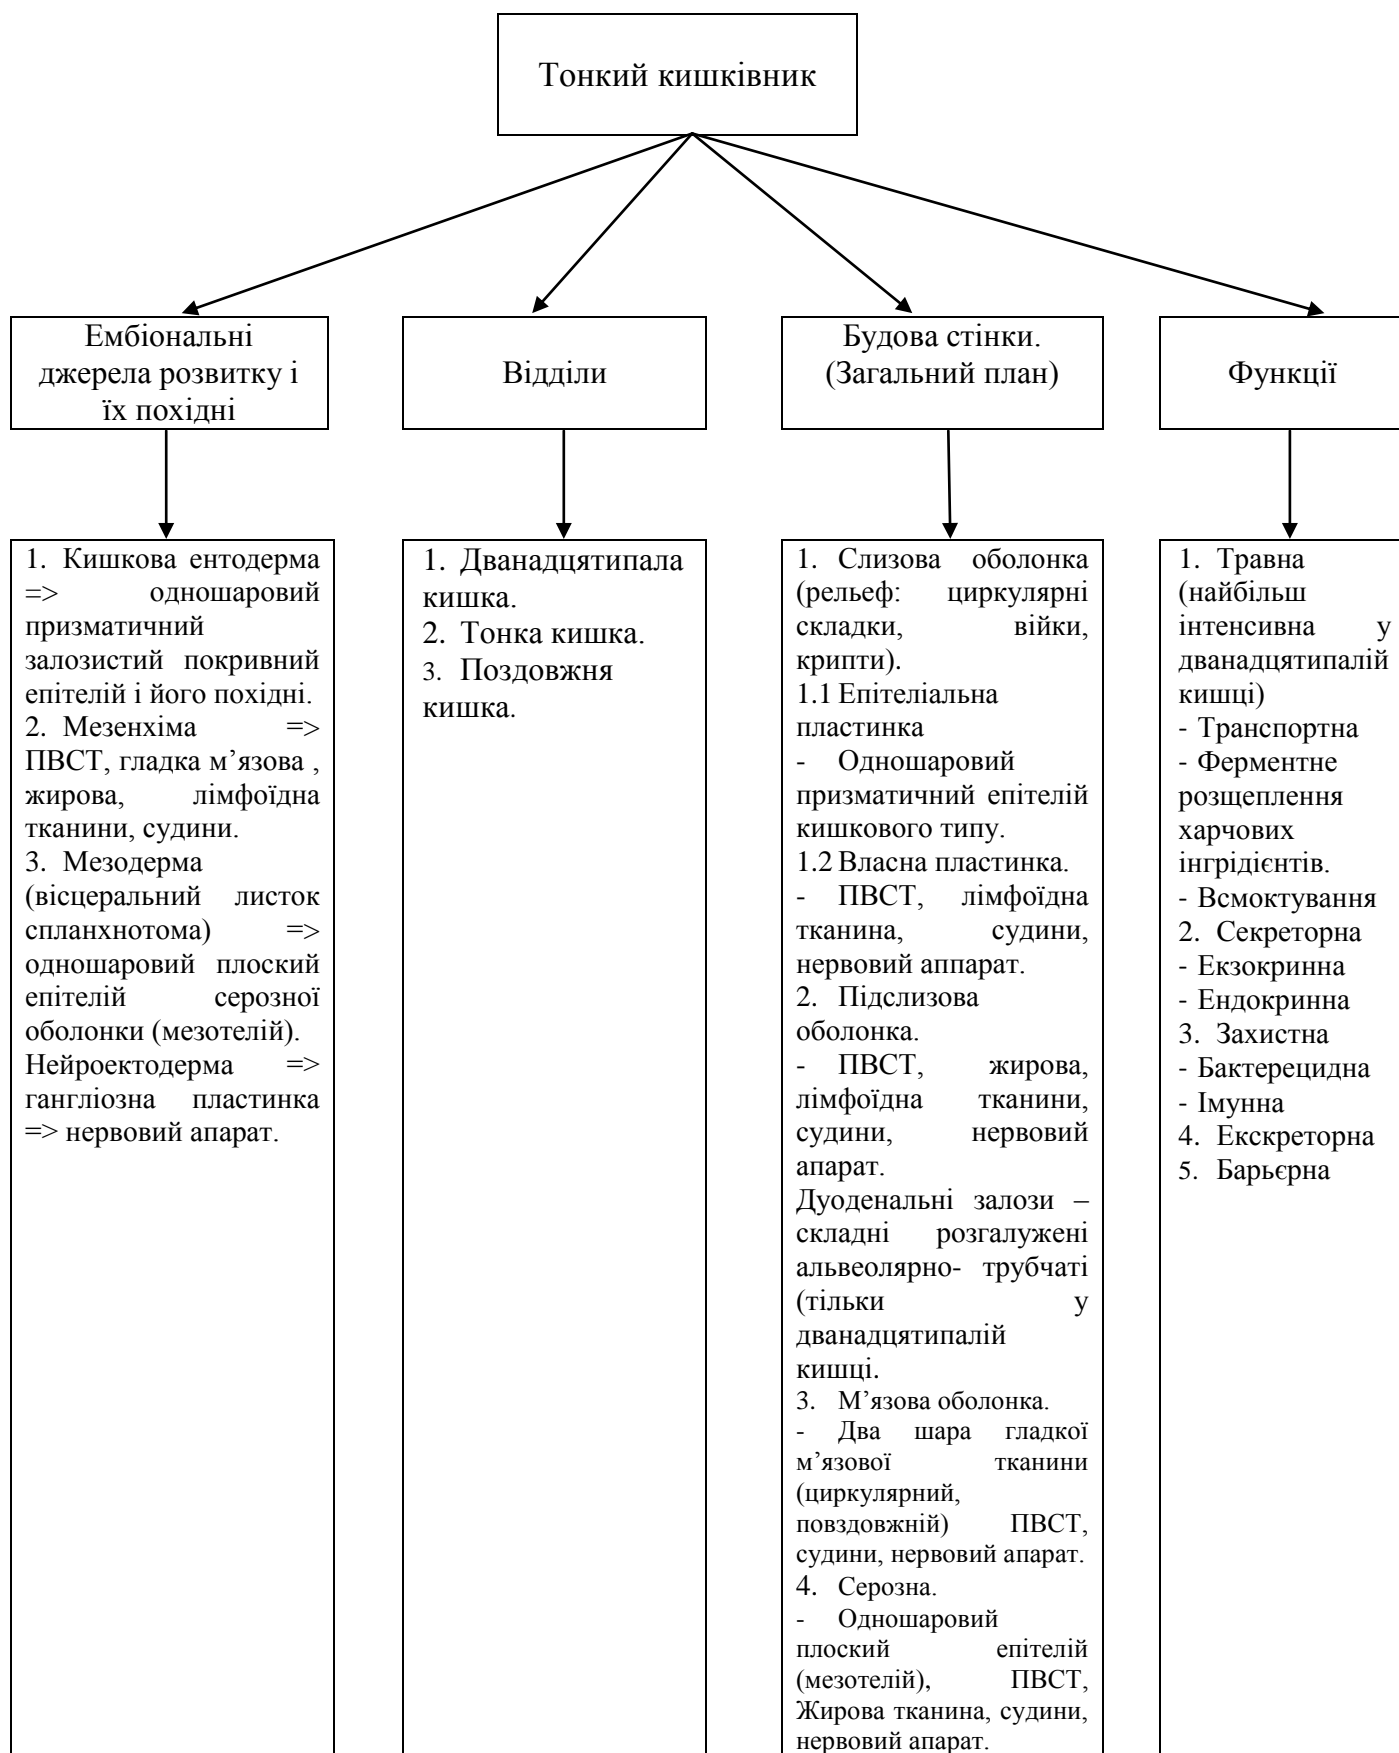 Тонкий кишківник
Ембіональні
джерела розвитку і
їх похідні
Відділи
Будова стінки.
(Загальний план)
Функції
1. Кишкова ентодерма
=> одношаровий
призматичний
залозистий покривний
епітелій і його похідні.
2. Мезенхіма =>
ПВСТ, гладка м’язова ,
жирова, лімфоїдна
тканини, судини.
3. Мезодерма
(вісцеральний листок
спланхнотома) =>
одношаровий плоский
епітелій серозної
оболонки (мезотелій).
Нейроектодерма =>
гангліозна пластинка
=> нервовий апарат.
1. Дванадцятипала
кишка.
2. Тонка кишка.
3. Поздовжня
кишка.
1. Слизова оболонка
(рельеф: циркулярні
складки, війки,
крипти).
1.1 Епітеліальна
пластинка
- Одношаровий
призматичний епітелій
кишкового типу.
1.2 Власна пластинка.
- ПВСТ, лімфоїдна
тканина, судини,
нервовий аппарат.
2. Підслизова
оболонка.
- ПВСТ, жирова,
лімфоїдна тканини,
судини, нервовий
апарат.
Дуоденальні залози –
складні розгалужені
альвеолярно- трубчаті
(тільки у
дванадцятипалій
кишці.
3. М’язова оболонка.
- Два шара гладкої
м’язової тканини
(циркулярний,
повздовжній) ПВСТ,
судини, нервовий апарат.
4. Серозна.
- Одношаровий
плоский епітелій
(мезотелій), ПВСТ,
Жирова тканина, судини,
нервовий апарат.
1. Травна
(найбільш
інтенсивна у
дванадцятипалій
кишці)
- Транспортна
- Ферментне
розщеплення
харчових
інгрідієнтів.
- Всмоктування
2. Секреторна
- Екзокринна
- Ендокринна
3. Захистна
- Бактерецидна
- Імунна
4. Екскреторна
5. Барьєрна